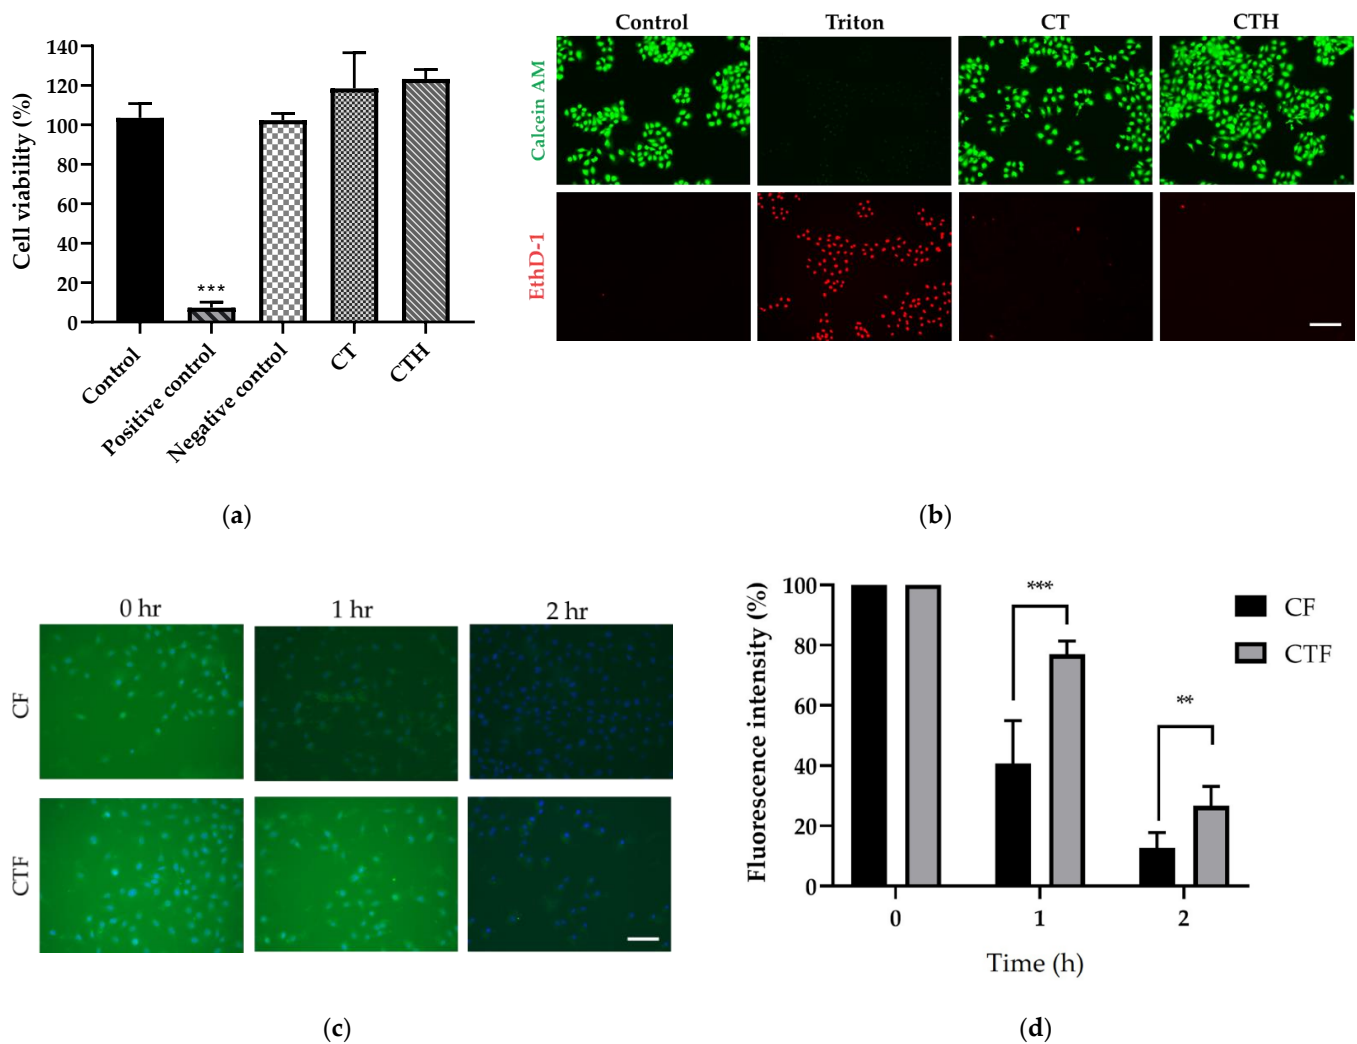 Cell viability (%)
140
120
100
80
60
40
20
0
***
Control
Positive control
Negative control
CT
CTH
(a)
Control Triton CT CTH
Calcein AM
EthD-1
(b)
0 hr 1 hr 2 hr
CF
CTF
(c)
Fluorescence intensity (%)
100
80
60
40
20
0
***
**
CF
CTF
0 1 2
Time (h)
(d)